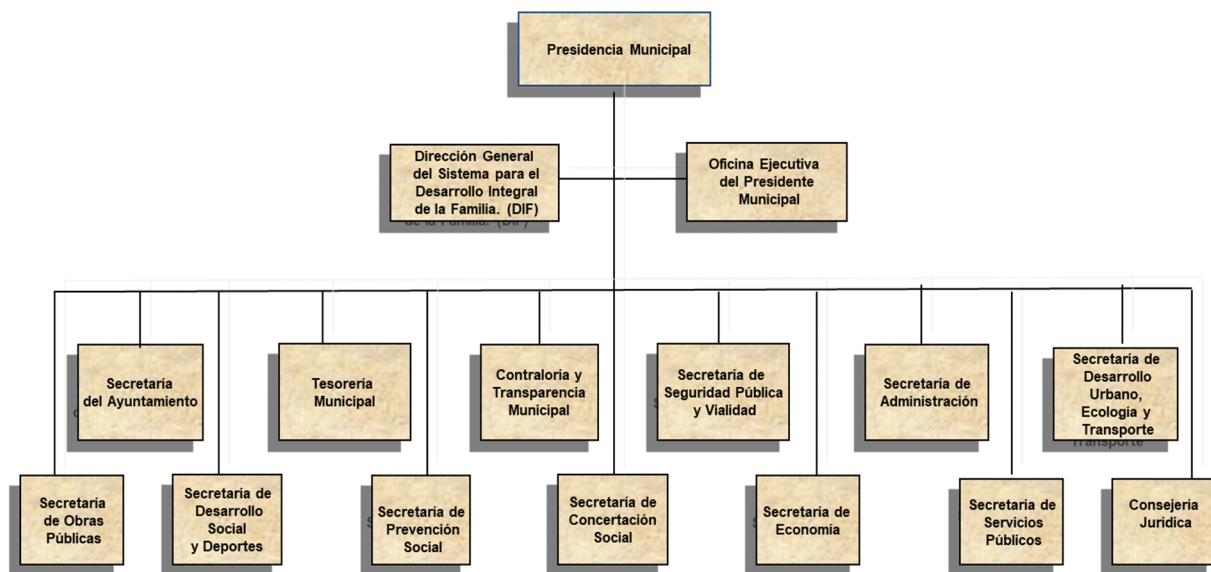 Presidencia Municipal
Dirección General
del Sistema para el
Desarrollo Integral
de la Familia. (DIF)
Oficina Ejecutiva
del Presidente
Municipal
Secretaría
del Ayuntamiento
Tesorería
Municipal
Contraloría y
Transparencia
Municipal
Secretaría de
Seguridad Pública
y Vialidad
Secretaría de
Administración
Secretaría de
Desarrollo
Urbano,
Ecología y
Transporte
Secretaría
de Obras
Públicas
Secretaría de
Desarrollo
Social
y Deportes
Secretaría de
Prevención
Social
Secretaría de
Concertación
Social
Secretaría de
Economía
Secretaría de
Servicios
Públicos
Consejería
Jurídica